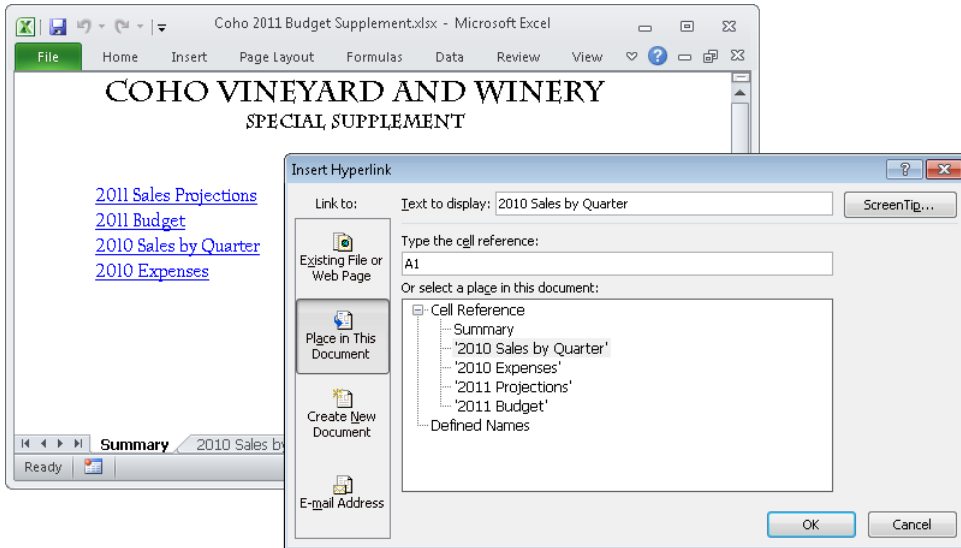 Coho 2011 Budget Supplement.xlsx - Microsoft Excel
File Home Insert Page Layout Formulas Data Review View
COHO VINEYARD AND WINERY
SPECIAL SUPPLEMENT
2011 Sales Projections
2011 Budget
2010 Sales by Quarter
2010 Expenses
Summary 2010 Sales by
Ready
Insert Hyperlink
Link to:
Text to display: 2010 Sales by Quarter
ScreenTip...
Existing File or
Web Page
Place in This
Document
Create New
Document
E-mail Address
Type the cell reference:
A1
Or select a place in this document:
Cell Reference
Summary
'2010 Sales by Quarter'
'2010 Expenses'
'2011 Projections'
'2011 Budget'
Defined Names
OK Cancel